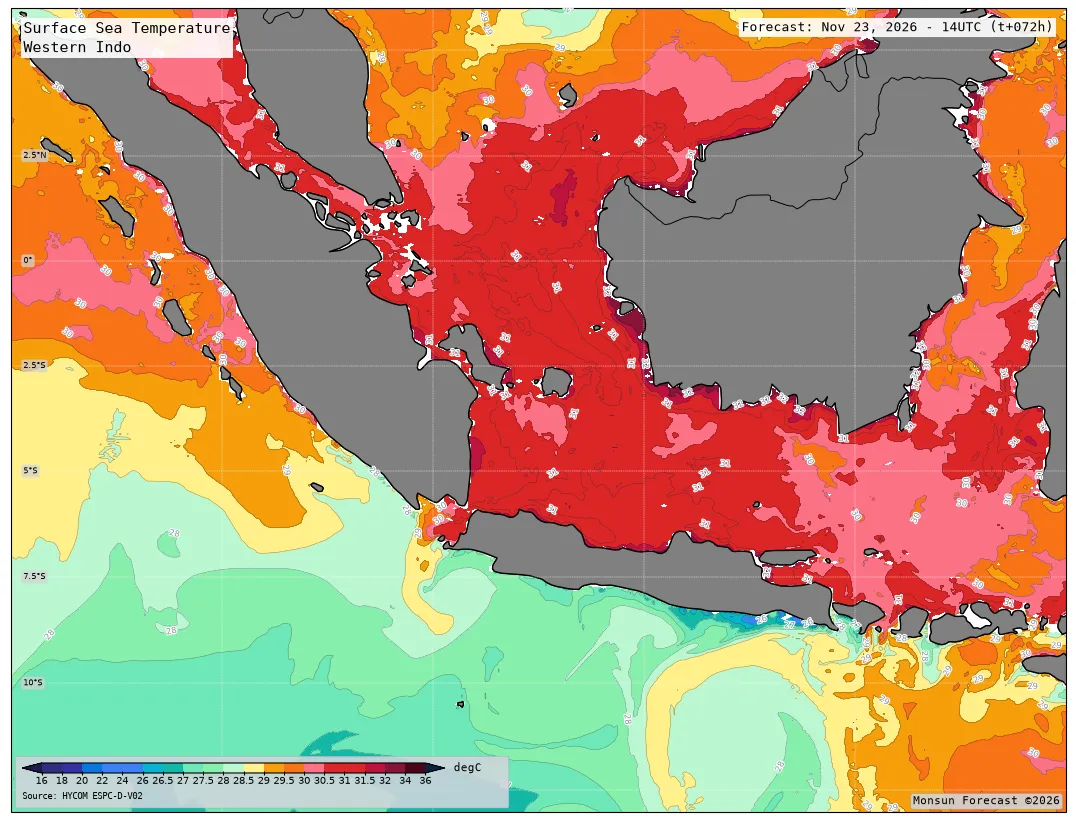 Surface Sea Temperature
Western Indo
Forecast: Nov 23, 2026 - 14UTC (t+072h)
2.5°N
0°
2.5°S
5°S
7.5°S
10°S
16 18 20 22 24 26 26.5 27 27.5 28 28.5 29 29.5 30 30.5 31 31.5 32 34 36 degC
Source: HYCOM ESPC-D-V02
Monsun Forecast ©2026